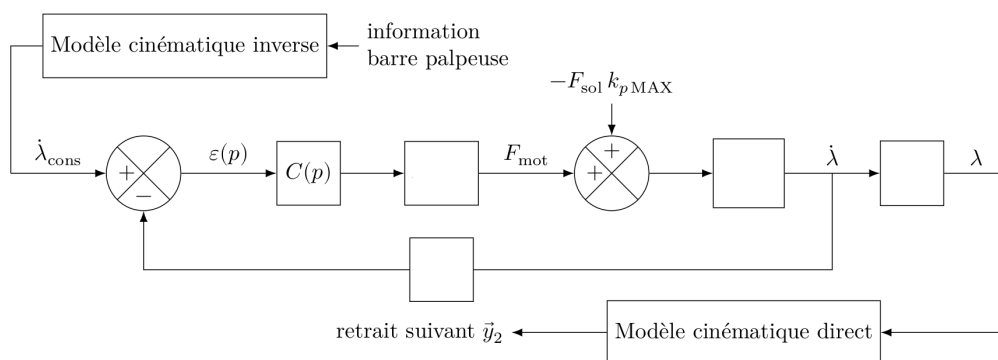 Modèle cinématique inverse
information
barre palpeuse
−F_sol k_p MAX
λ̇_cons
ε(p)
C(p)
F_mot
λ̇
λ
+
−
+
+
retrait suivant y⃗_2
Modèle cinématique direct